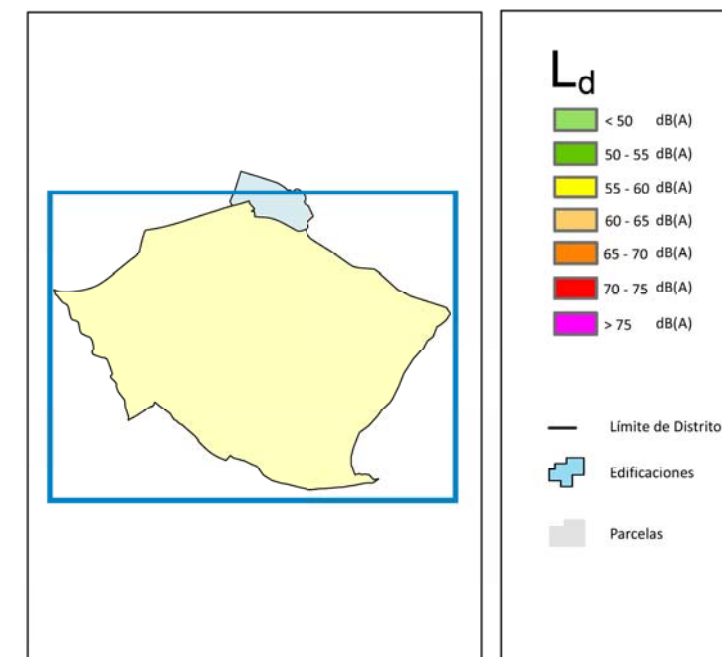 Ld
< 50 dB(A)
50 - 55 dB(A)
55 - 60 dB(A)
60 - 65 dB(A)
65 - 70 dB(A)
70 - 75 dB(A)
> 75 dB(A)
Límite de Distrito
Edificaciones
Parcelas